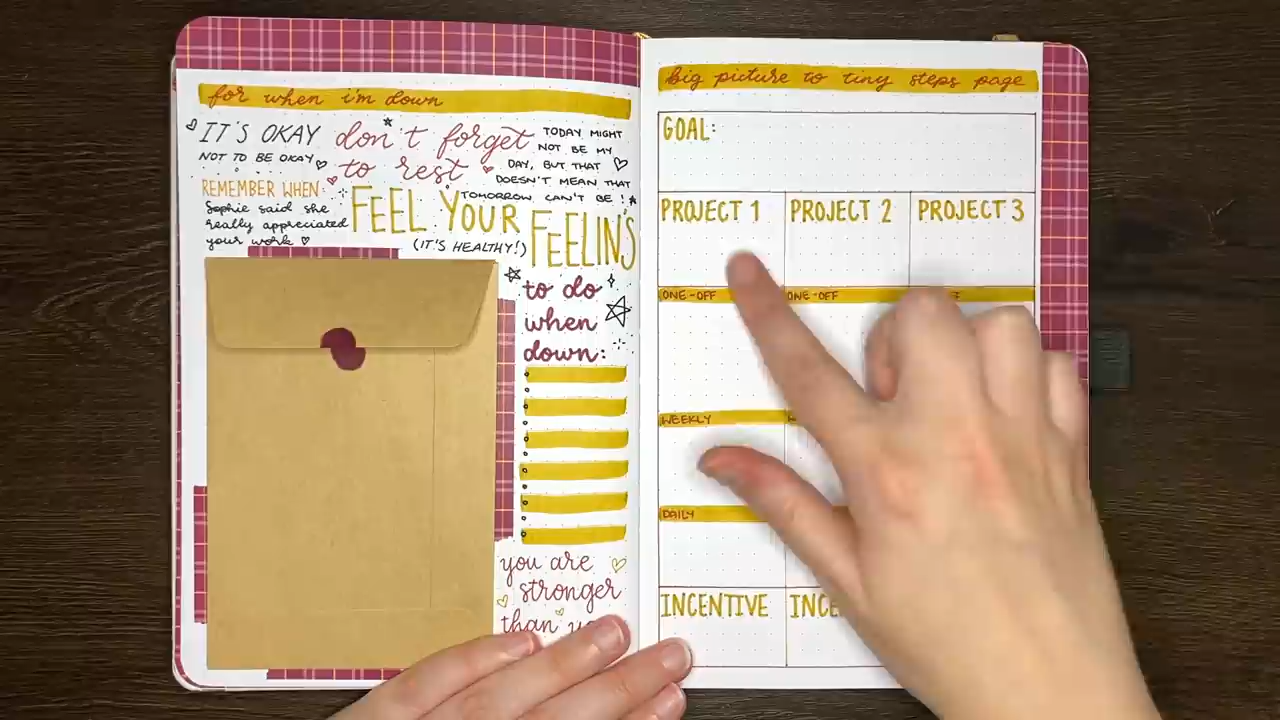 for when i'm down
IT'S OKAY
NOT TO BE OKAY
don't forget
to rest
TODAY MIGHT
NOT BE MY
DAY, BUT THAT
DOESN'T MEAN THAT
TOMORROW CAN'T BE!
REMEMBER WHEN:
Sophie said she
really appreciated
your work
FEEL YOUR
FEELIN'S
(IT'S HEALTHY!)
to do
when
down:
you are
stronger
than
big picture to tiny steps page
GOAL:
PROJECT 1 PROJECT 2 PROJECT 3
ONE-OFF ONE-OFF
WEEKLY
DAILY
INCENTIVE